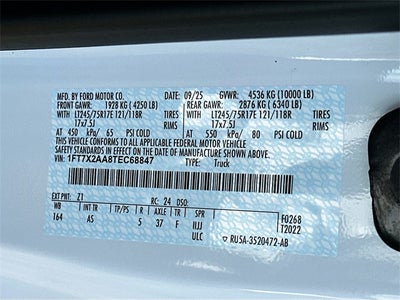 MFD. BY FORD MOTOR CO. 09/25 GVWR: 4536 KG (10000 LB)
FRONT GAWR: 1928 KG (4250 LB) REAR GAWR: 2876 KG (6340 LB)
LT245/75R17E 121/118R TIRES LT245/75R17E 121/118R TIRES
17x7.5J RIMS 17x7.5J RIMS
AT 450 kPa/ 65 PSI COLD AT 550 kPa/ 80 PSI COLD
THIS VEHICLE CONFORMS TO ALL APPLICABLE FEDERAL MOTOR VEHICLE
SAFETY STANDARDS IN EFFECT ON THE DATE OF MANUFACTURE SHOWN ABOVE.
VIN: 1FT7X2AA8TEC68847 TYPE: Truck
EXT PNT: Z1 RC: 24 DSO: F0268
WB INT TR TP/PS R AXLE TR SPR T2022
164 AS 5 37 F IIJJ
ULC RU5A-3520472-AB